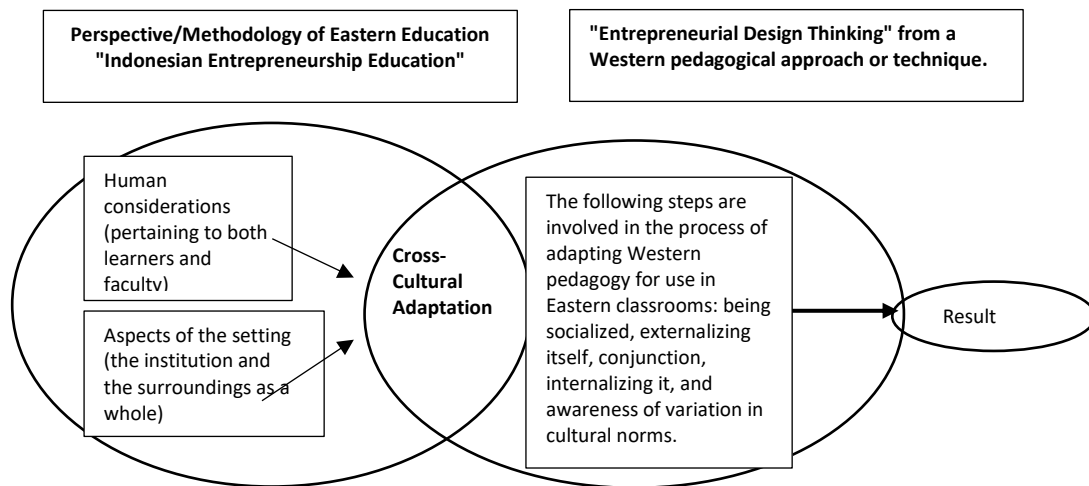 Perspective/Methodology of Eastern Education
"Indonesian Entrepreneurship Education"
"Entrepreneurial Design Thinking" from a
Western pedagogical approach or technique.
Human
considerations
(pertaining to both
learners and
faculty)
Aspects of the setting
(the institution and
the surroundings as a
whole)
Cross-
Cultural
Adaptation
The following steps are
involved in the process of
adapting Western
pedagogy for use in
Eastern classrooms: being
socialized, externalizing
itself, conjunction,
internalizing it, and
awareness of variation in
cultural norms.
Result